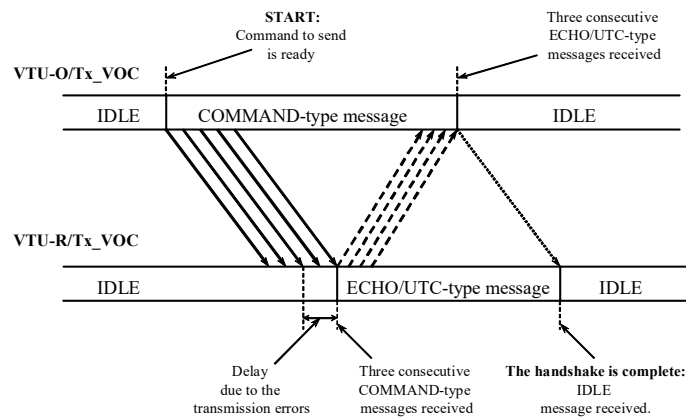 START:
Command to send
is ready
Three consecutive
ECHO/UTC-type
messages received
VTU-O/Tx_VOC
IDLE
COMMAND-type message
IDLE
VTU-R/Tx_VOC
IDLE
ECHO/UTC-type message
IDLE
Delay
due to the
transmission errors
Three consecutive
COMMAND-type
messages received
The handshake is complete:
IDLE
message received.